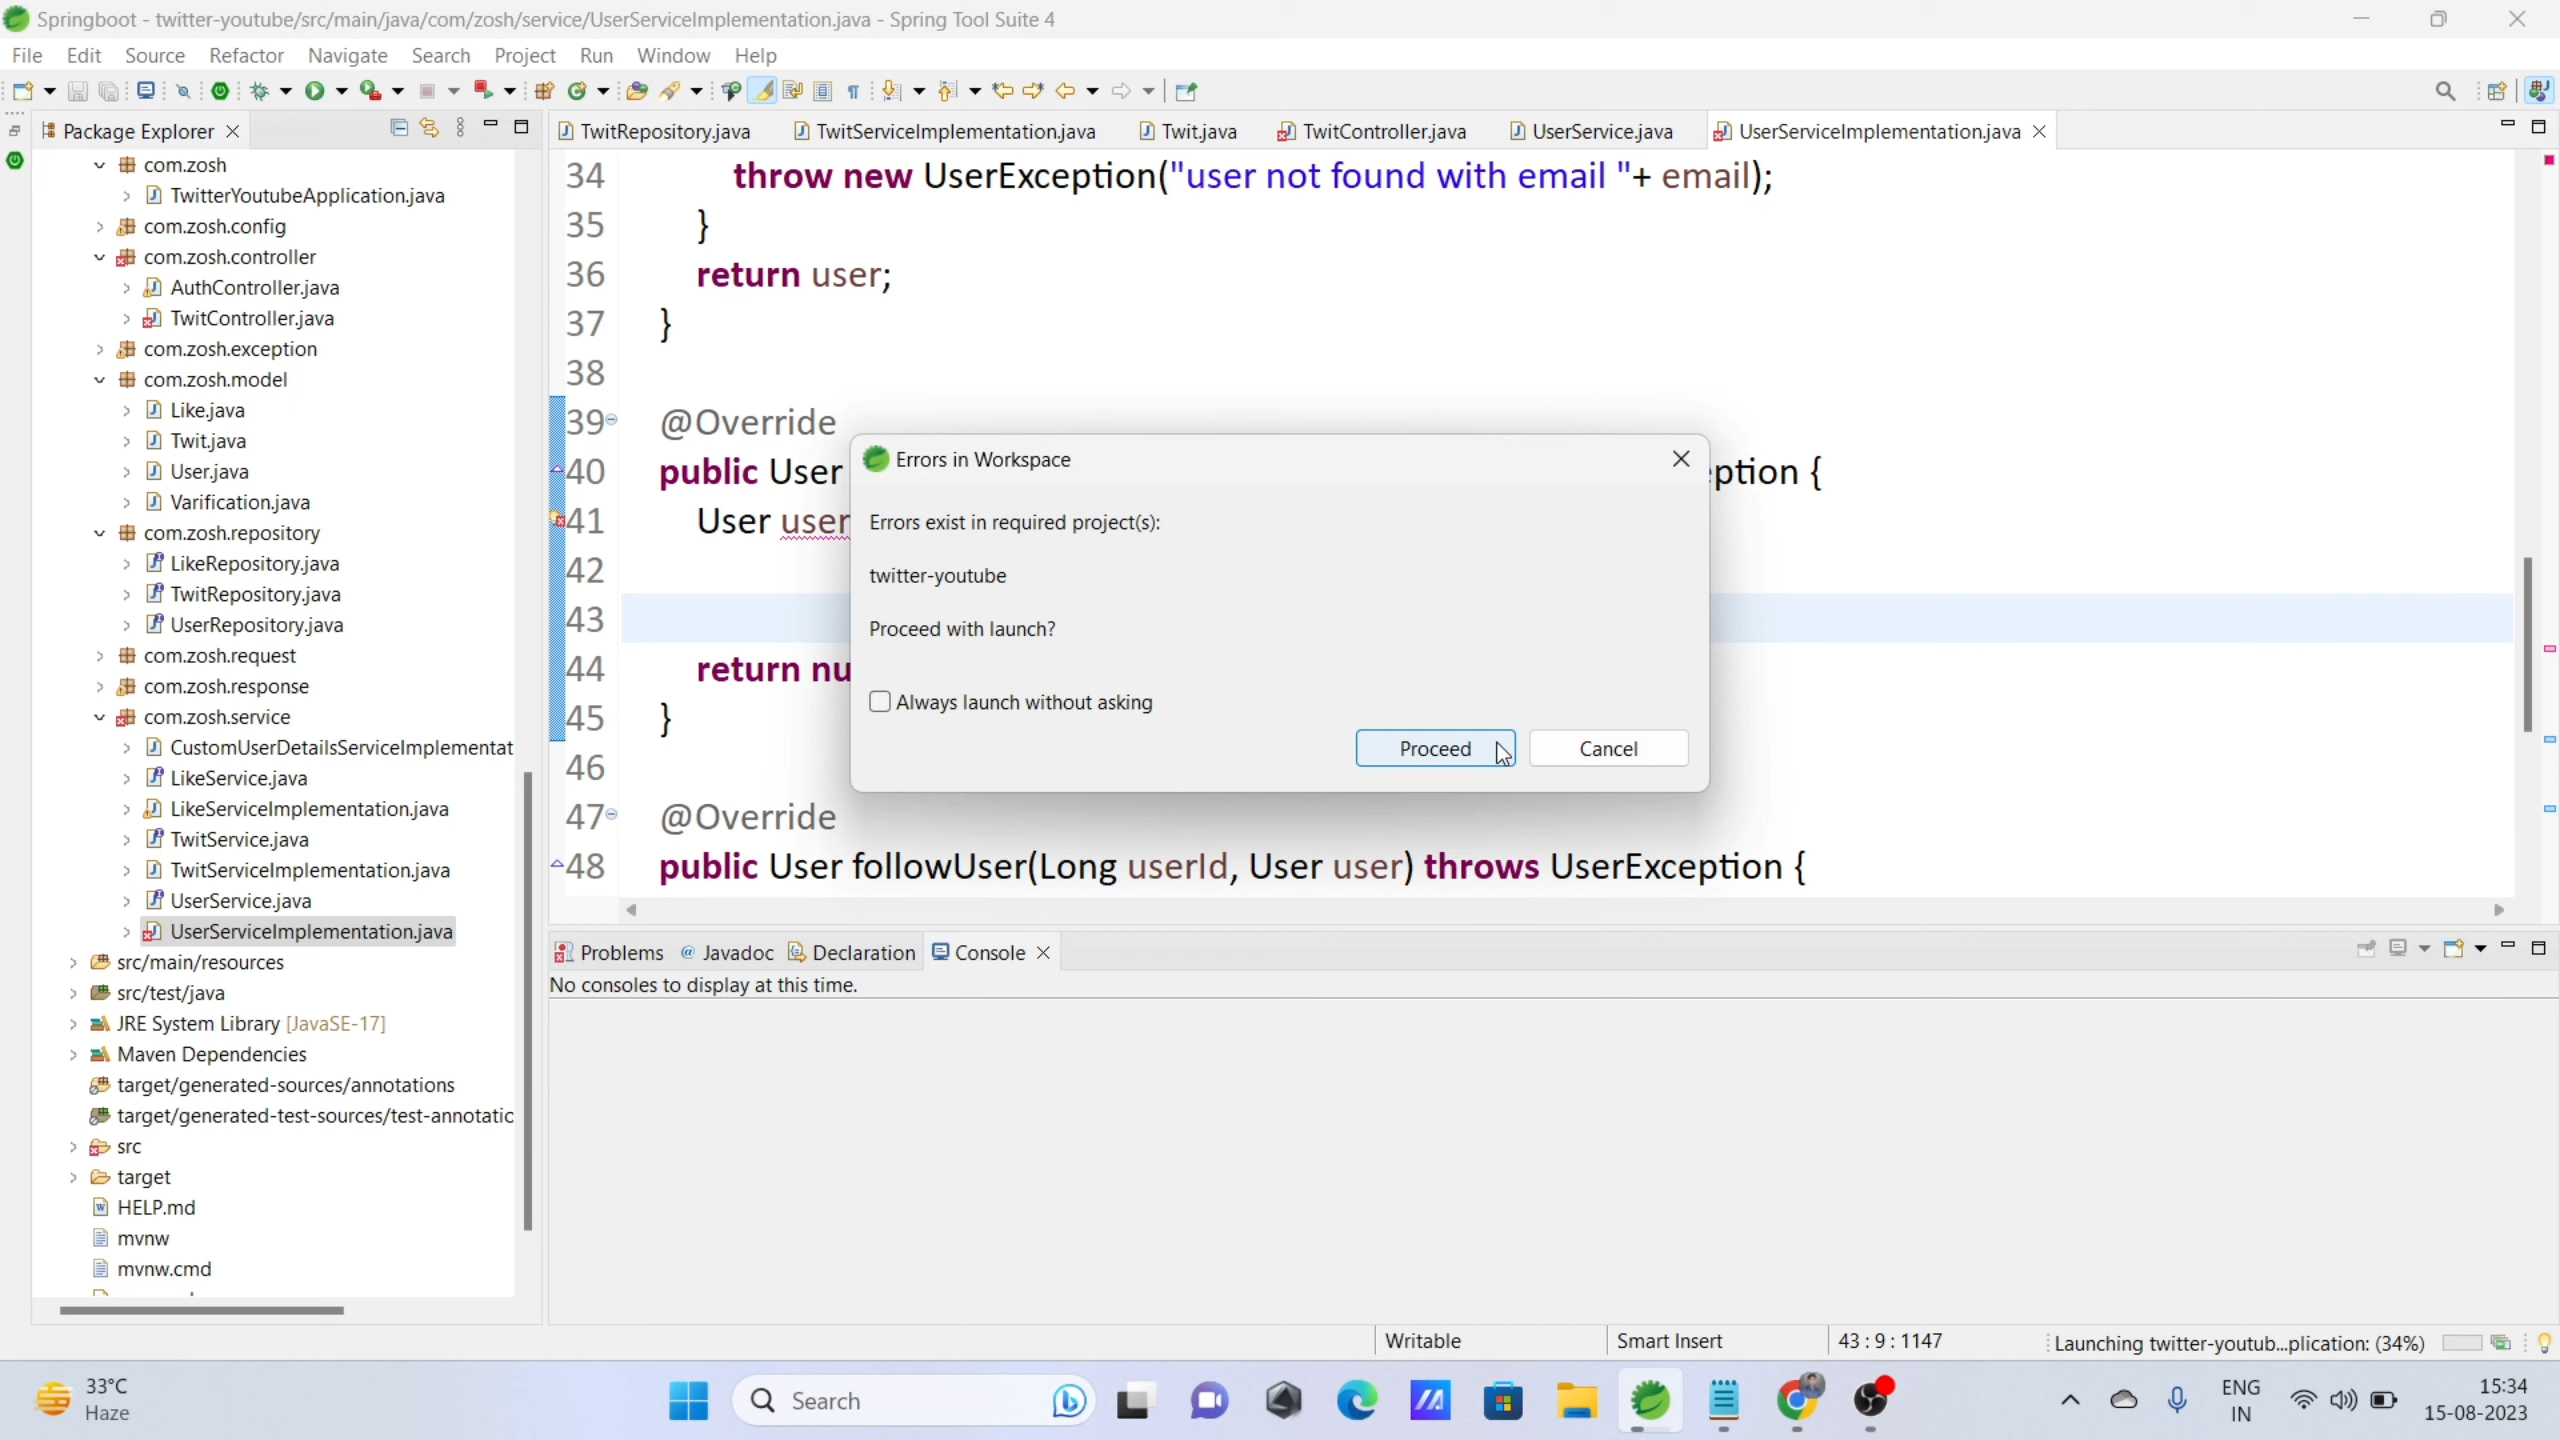 Springboot - twitter-youtube/src/main/java/com/zosh/service/UserServiceImplementation.java - Spring Tool Suite 4
File Edit Source Refactor Navigate Search Project Run Window Help
Package Explorer
com.zosh
TwitterYoutubeApplication.java
com.zosh.config
com.zosh.controller
AuthController.java
TwitController.java
com.zosh.exception
com.zosh.model
Like.java
Twit.java
User.java
Varification.java
com.zosh.repository
LikeRepository.java
TwitRepository.java
UserRepository.java
com.zosh.request
com.zosh.response
com.zosh.service
CustomUserDetailsServiceImplementat
LikeService.java
LikeServiceImplementation.java
TwitService.java
TwitServiceImplementation.java
UserService.java
UserServiceImplementation.java
src/main/resources
src/test/java
JRE System Library [JavaSE-17]
Maven Dependencies
target/generated-sources/annotations
target/generated-test-sources/test-annotatic
src
target
HELP.md
mvnw
mvnw.cmd
TwitRepository.java TwitServiceImplementation.java Twit.java TwitController.java UserService.java UserServiceImplementation.java
34 throw new UserException("user not found with email "+ email);
35 }
36 return user;
37 }
38
39 @Override
40 public User ption {
41 User user
42
43
44 return nu
45 }
46
47 @Override
48 public User followUser(Long userId, User user) throws UserException {
Errors in Workspace
Errors exist in required project(s):
twitter-youtube
Proceed with launch?
Always launch without asking
Proceed Cancel
Problems @ Javadoc Declaration Console
No consoles to display at this time.
Writable Smart Insert 43 : 9 : 1147 Launching twitter-youtub...plication: (34%)
33°C
Haze
Search
ENG
IN
15:34
15-08-2023